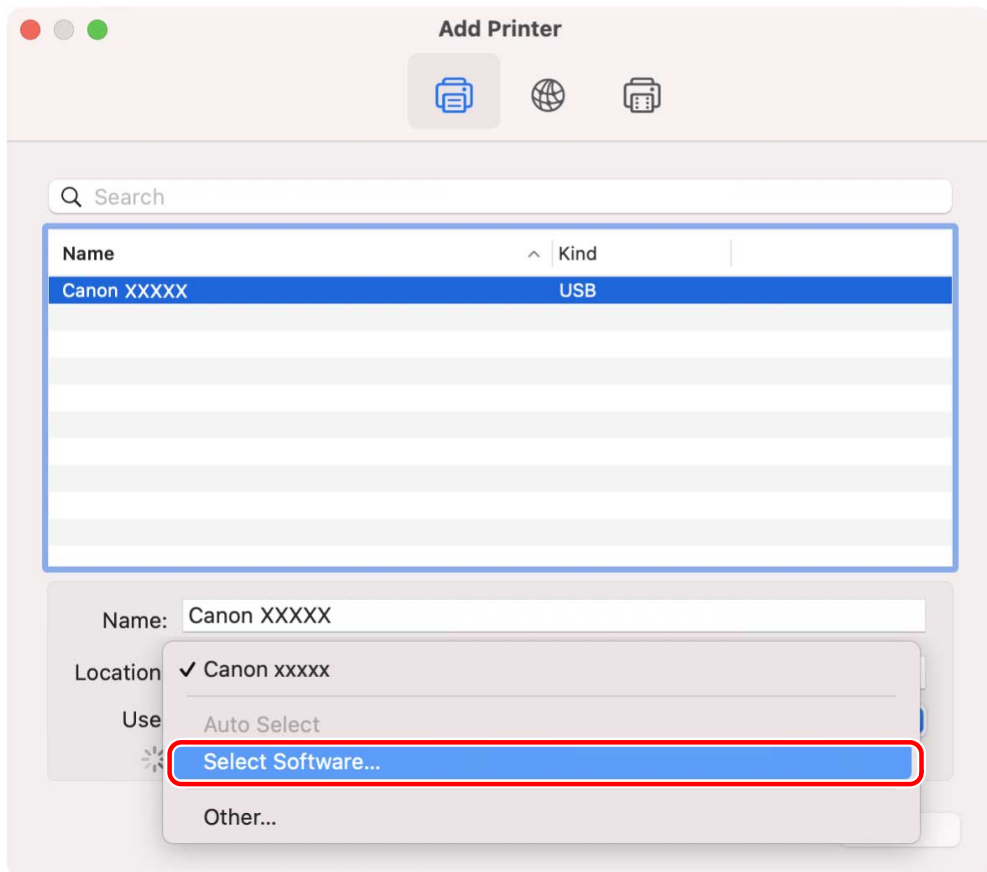 Add Printer
Search
Name Kind
Canon XXXXX USB
Name: Canon XXXXX
Location ✓ Canon xxxxx
Use Auto Select
Select Software...
Other...